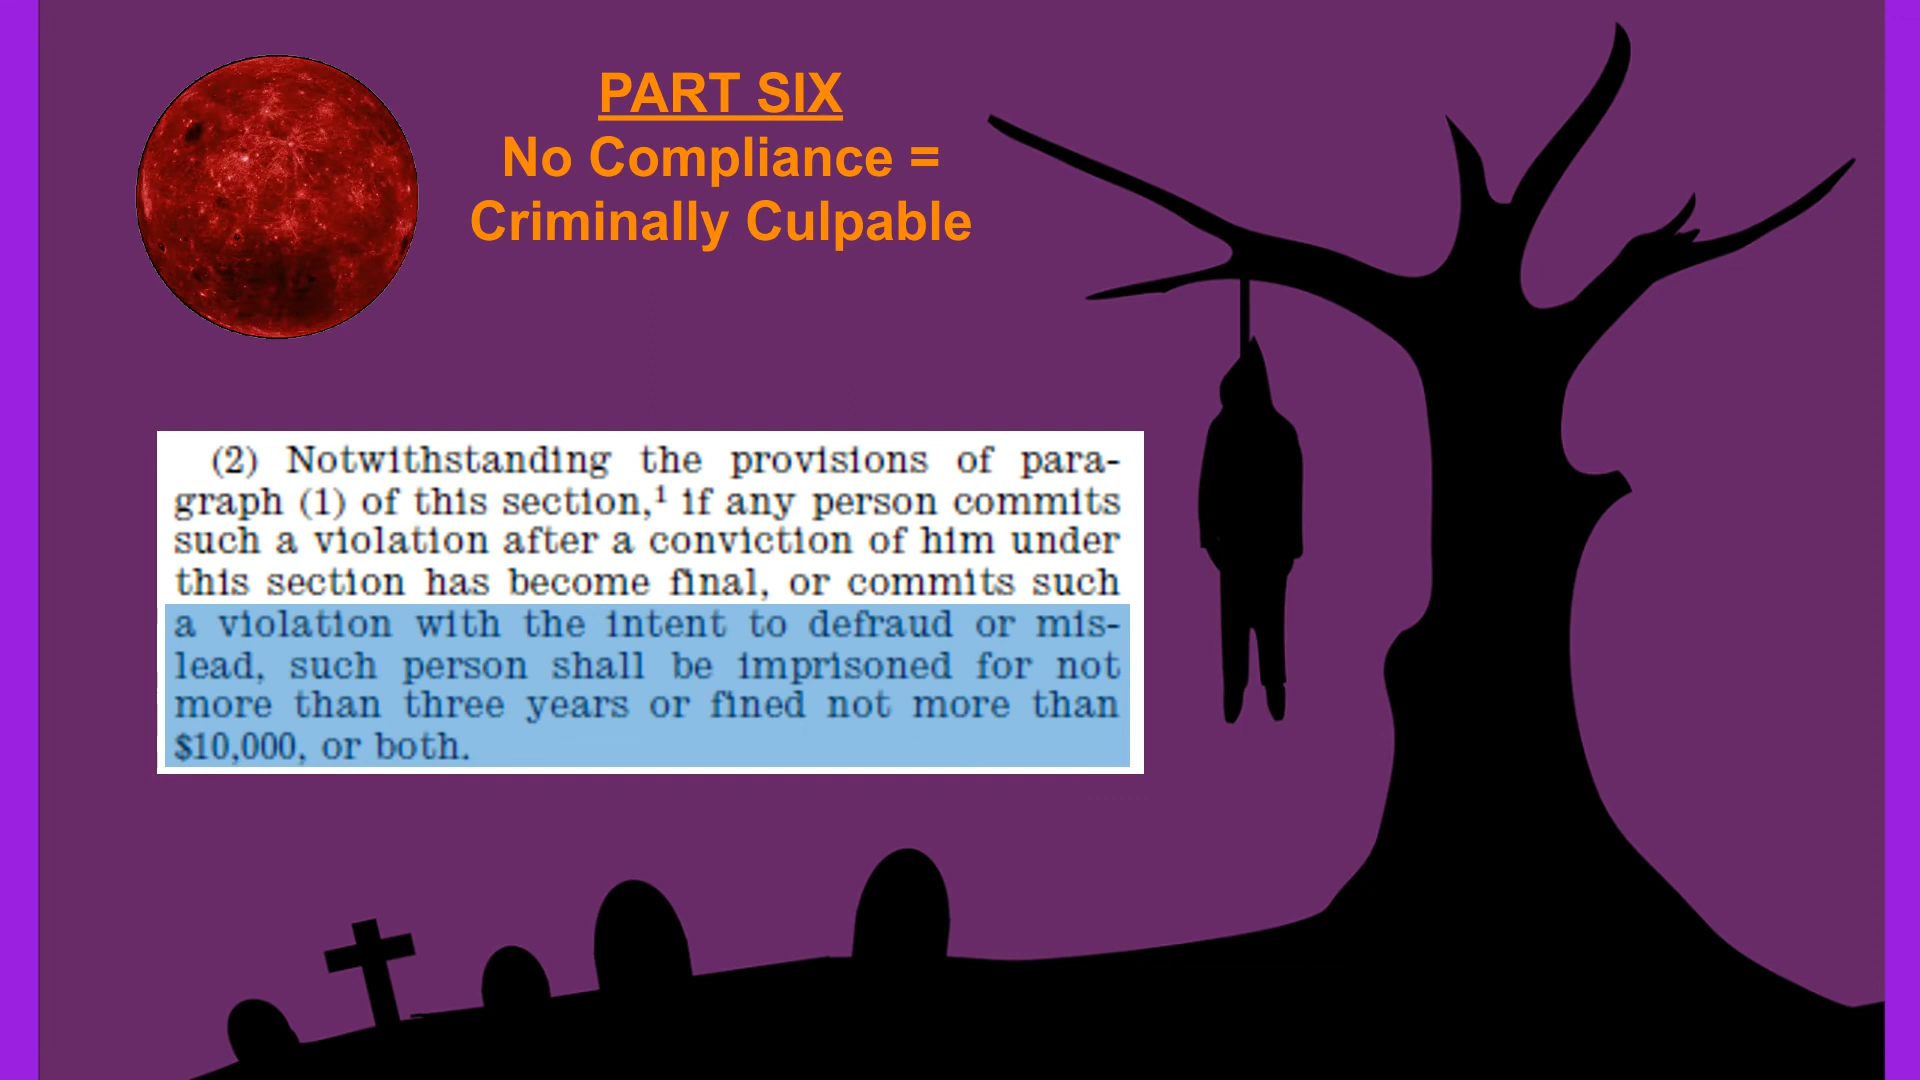 PART SIX
No Compliance =
Criminally Culpable
(2) Notwithstanding the provisions of para-
graph (1) of this section,¹ if any person commits
such a violation after a conviction of him under
this section has become final, or commits such
a violation with the intent to defraud or mis-
lead, such person shall be imprisoned for not
more than three years or fined not more than
$10,000, or both.